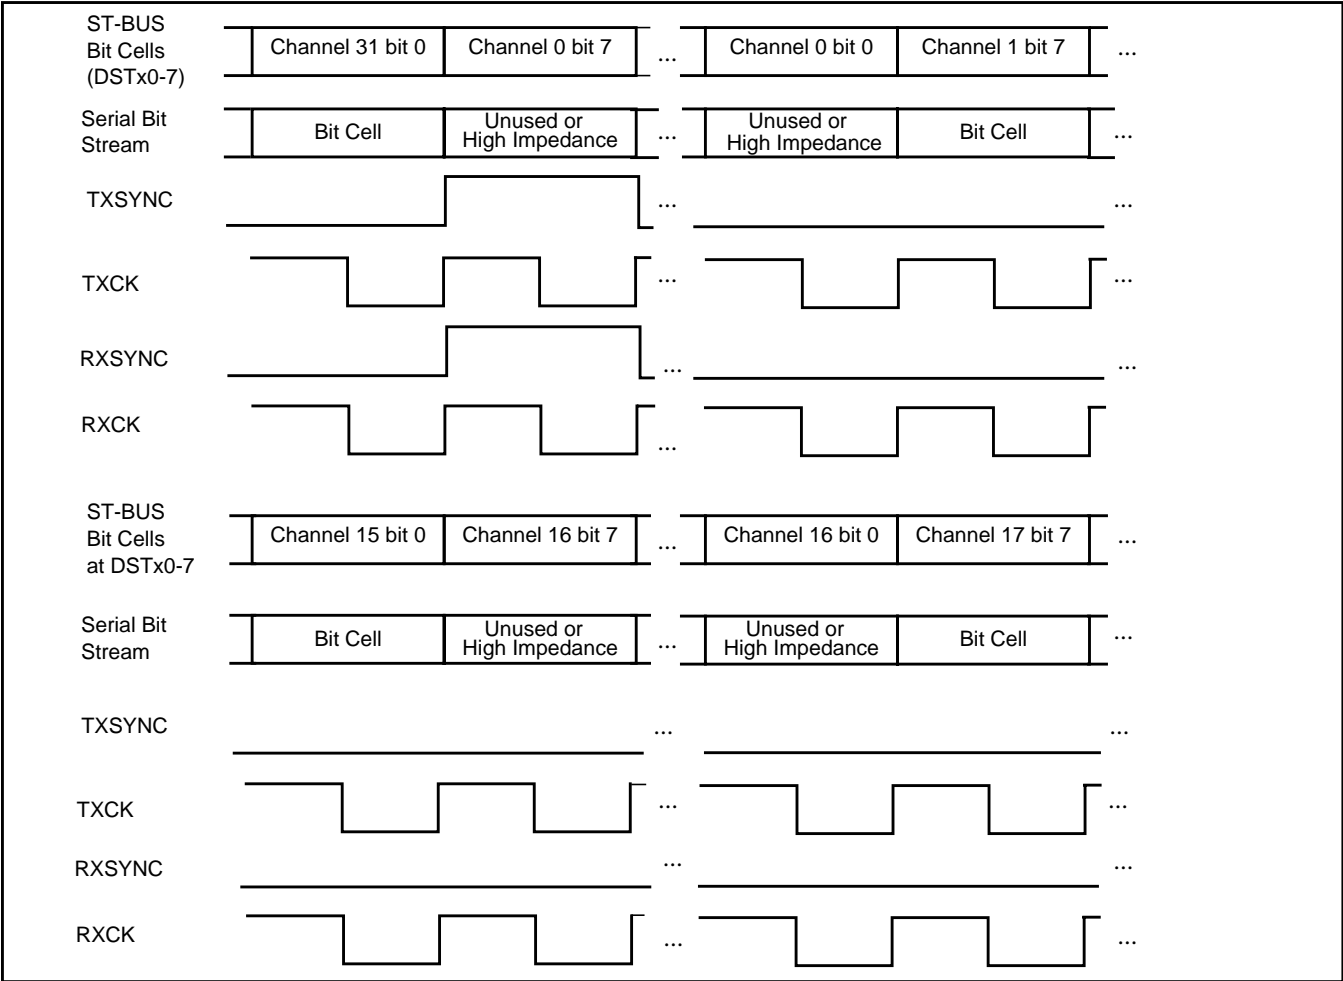 ST-BUS
Bit Cells
(DSTx0-7)
Channel 31 bit 0
Channel 0 bit 7
...
Channel 0 bit 0
Channel 1 bit 7
...
Serial Bit
Stream
Bit Cell
Unused or
High Impedance
...
Unused or
High Impedance
Bit Cell
...
TXSYNC
...
...
TXCK
...
...
RXSYNC
...
...
RXCK
...
...
ST-BUS
Bit Cells
at DSTx0-7
Channel 15 bit 0
Channel 16 bit 7
...
Channel 16 bit 0
Channel 17 bit 7
...
Serial Bit
Stream
Bit Cell
Unused or
High Impedance
...
Unused or
High Impedance
Bit Cell
...
TXSYNC
...
...
TXCK
...
...
RXSYNC
...
...
RXCK
...
...